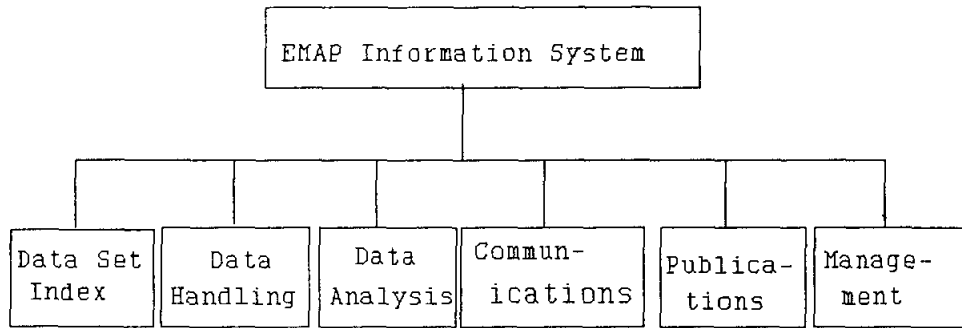 EMAP Information System
Data Set
Index
Data
Handling
Data
Analysis
Commun-
ications
Publica-
tions
Manage-
ment